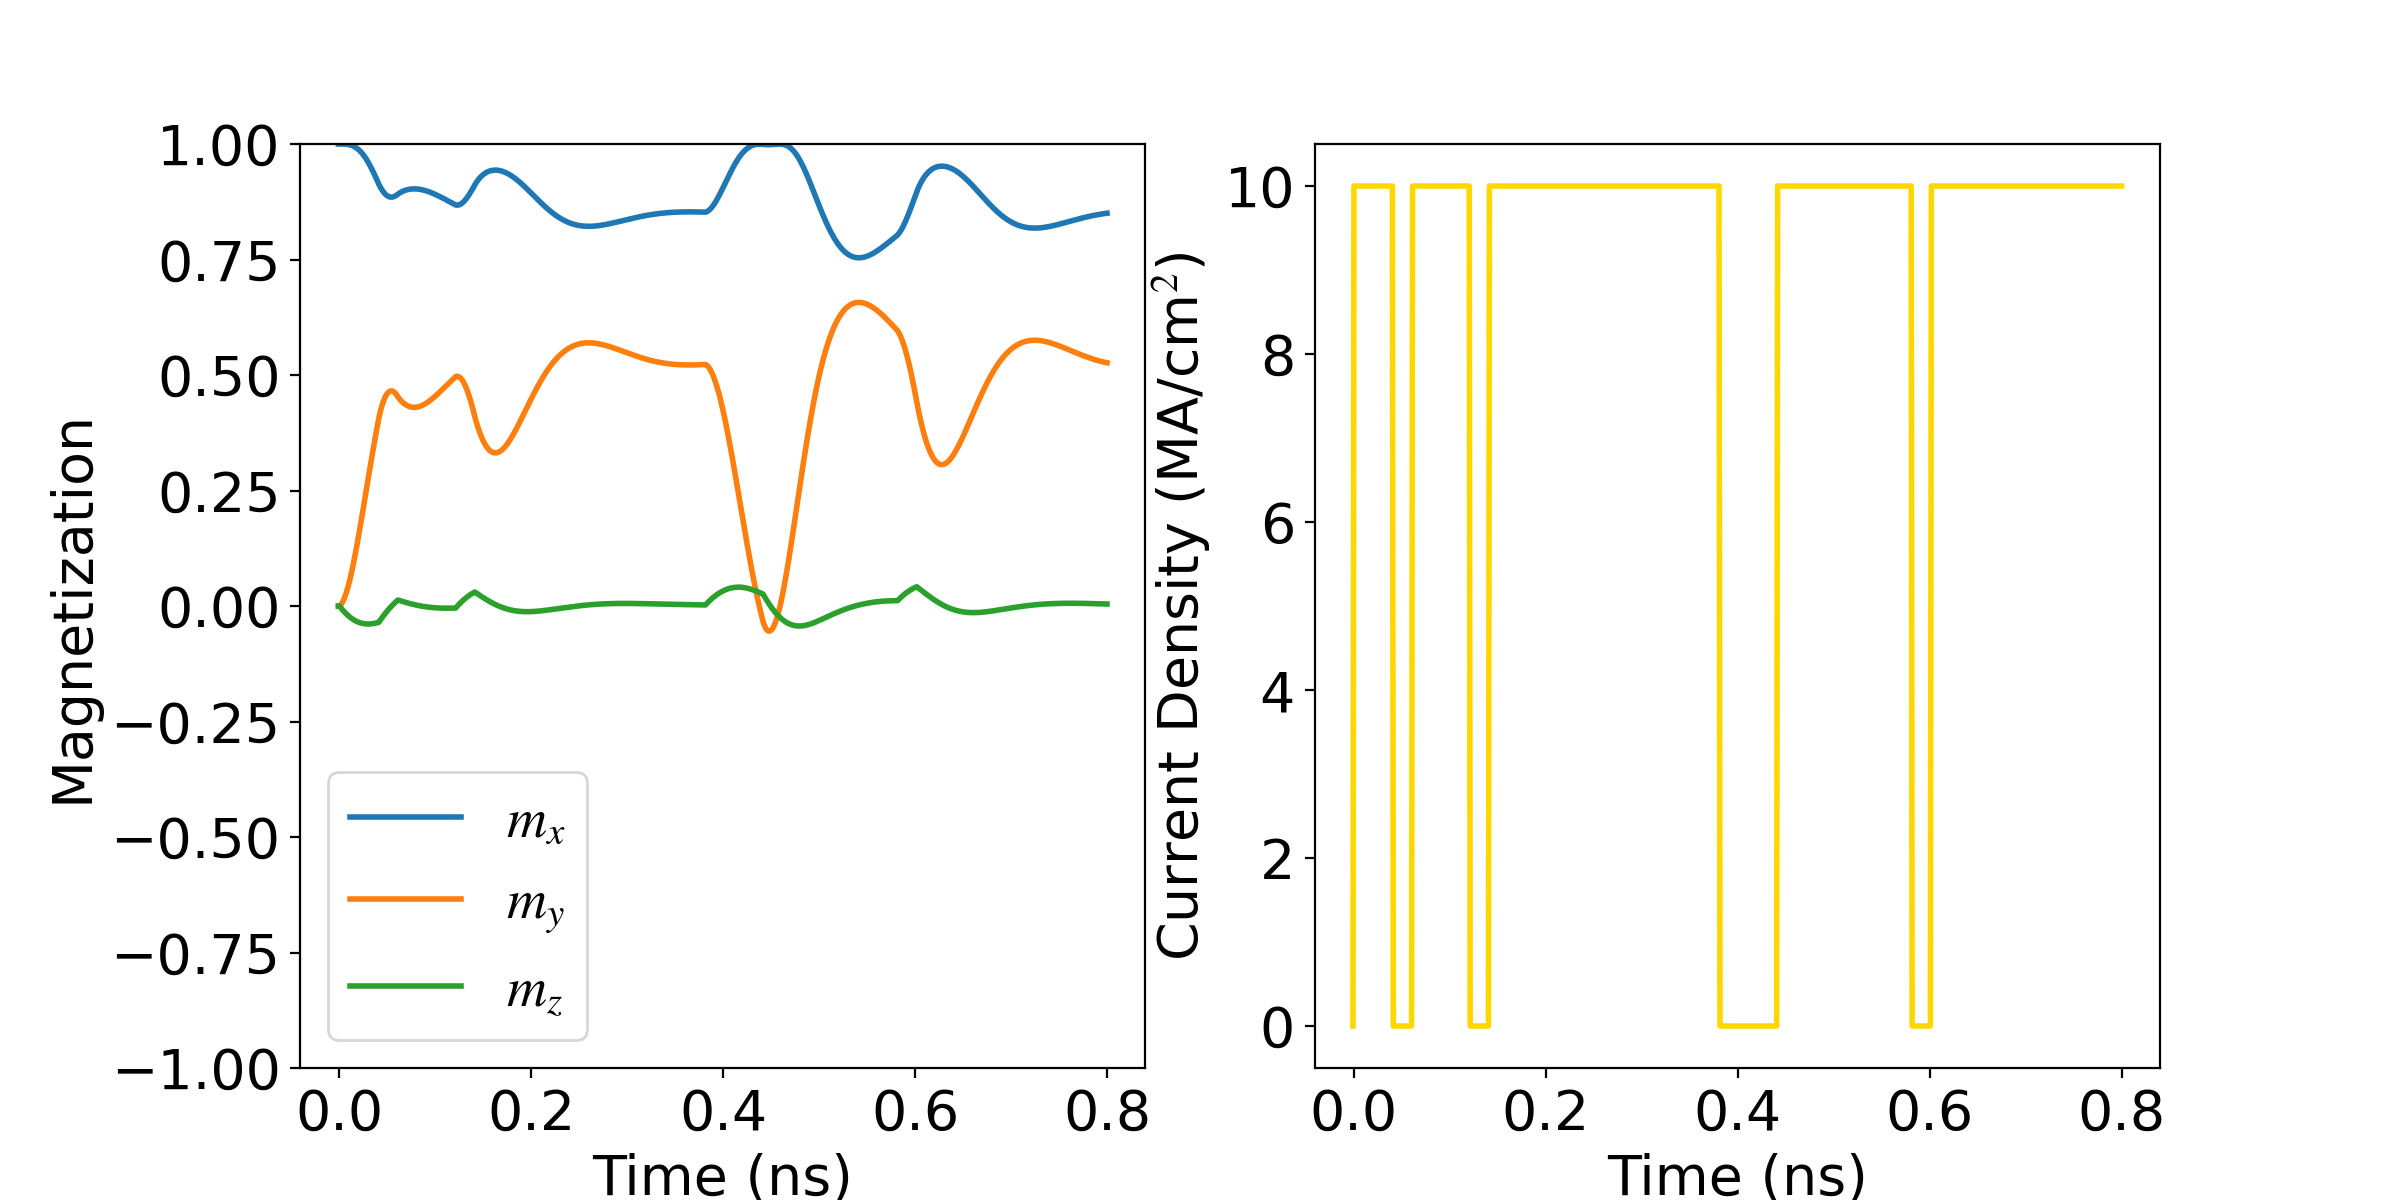 Magnetization
1.00
0.75
0.50
0.25
0.00
−0.25
−0.50
−0.75
−1.00
0.0 0.2 0.4 0.6 0.8
Time (ns)
m_x
m_y
m_z
Current Density (MA/cm²)
10
8
6
4
2
0
0.0 0.2 0.4 0.6 0.8
Time (ns)